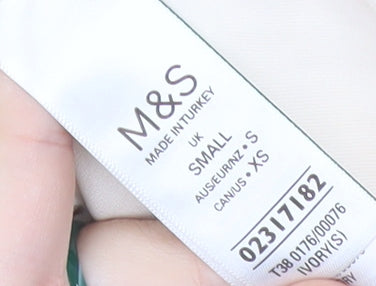 M&S
MADE IN TURKEY
UK
SMALL
AUS/EUR/NZ • S
CAN/US • XS
02317182
T38 0176/00076
IVORY(S)